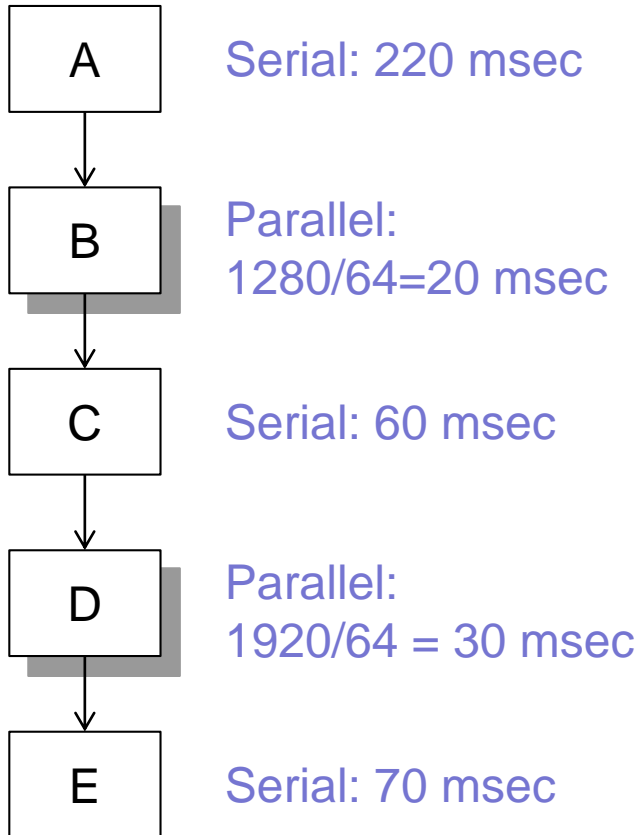 A
Serial: 220 msec
B
Parallel:
1280/64=20 msec
C
Serial: 60 msec
D
Parallel:
1920/64 = 30 msec
E
Serial: 70 msec